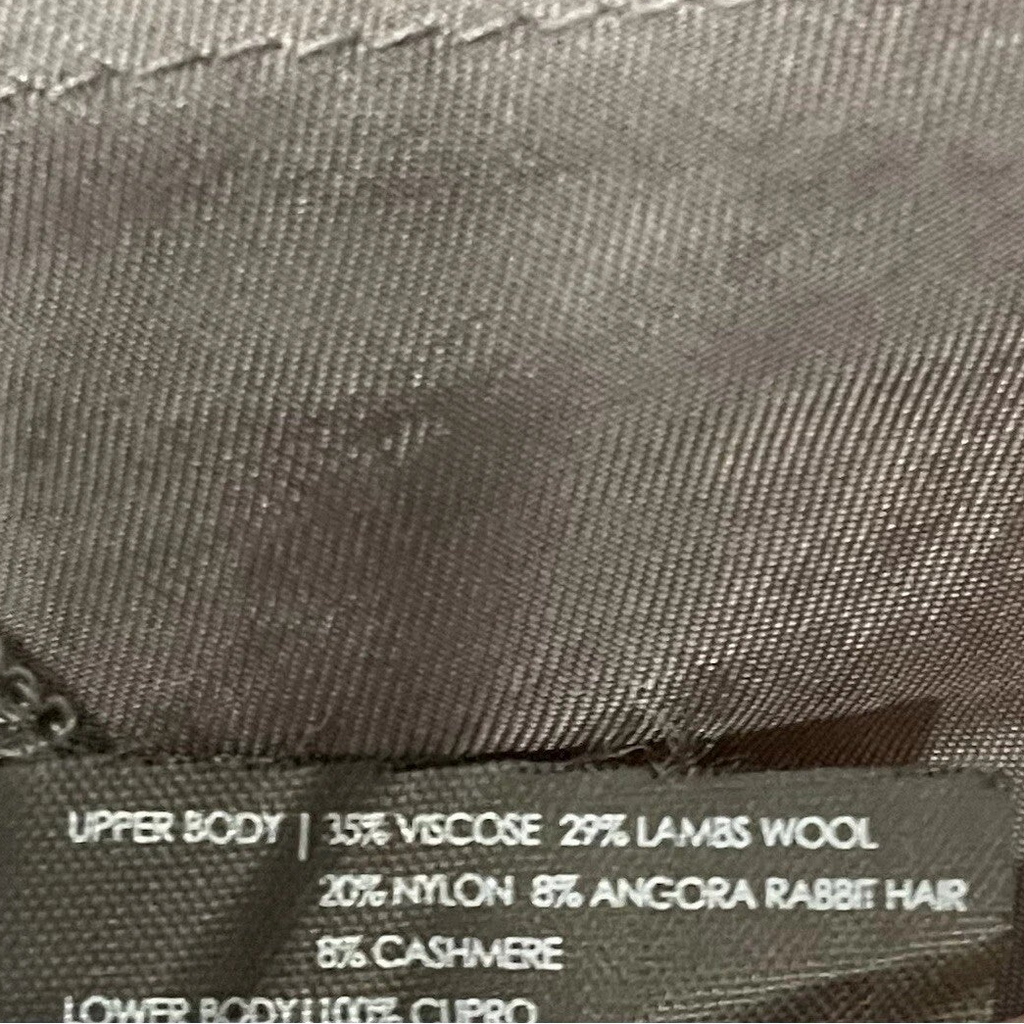 UPPER BODY | 35% VISCOSE 29% LAMBS WOOL
20% NYLON 8% ANGORA RABBIT HAIR
8% CASHMERE
LOWER BODY | 100% CUPRO